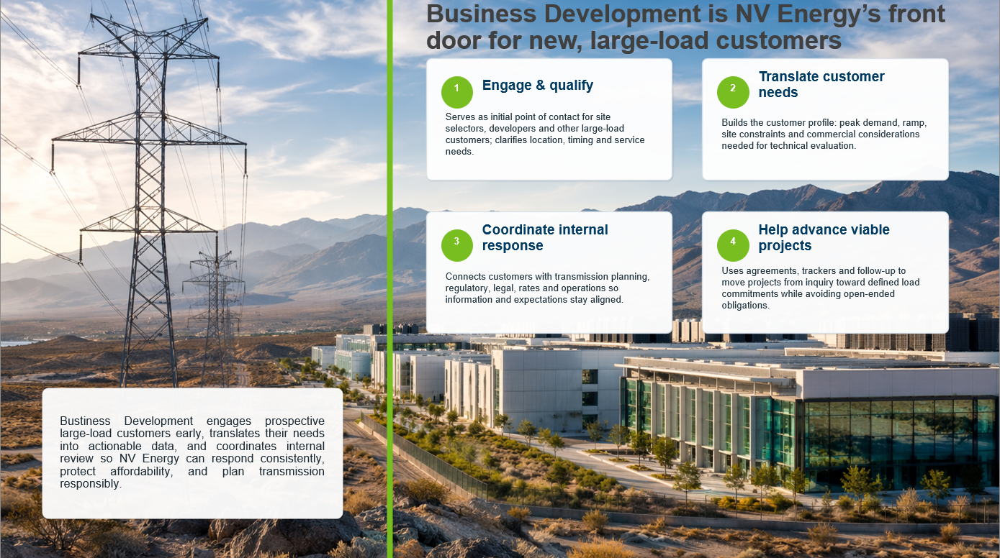 Business Development is NV Energy’s front
door for new, large-load customers
1
Engage & qualify
Serves as initial point of contact for site
selectors, developers and other large-load
customers; clarifies location, timing and service
needs.
2
Translate customer
needs
Builds the customer profile: peak demand, ramp,
site constraints and commercial considerations
needed for technical evaluation.
3
Coordinate internal
response
Connects customers with transmission planning,
regulatory, legal, rates and operations so
information and expectations stay aligned.
4
Help advance viable
projects
Uses agreements, trackers and follow-up to
move projects from inquiry toward defined load
commitments while avoiding open-ended
obligations.
Bustiness Development engages prospective
large-load customers early, translates their needs
into actionable data, and coordinates internal
review so NV Energy can respond consistently,
protect affordability, and plan transmission
responsibly.